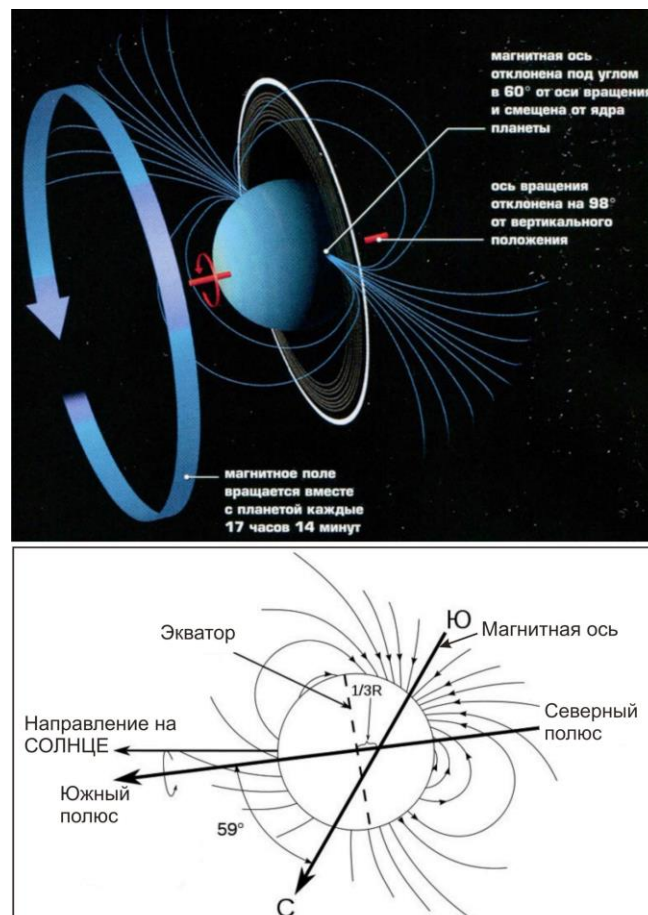 магнитная ось
отклонена под углом
в 60° от оси вращения
и смещена от ядра
планеты
ось вращения
отклонена на 98°
от вертикального
положения
магнитное поле
вращается вместе
с планетой каждые
17 часов 14 минут
Ю
Экватор
Магнитная ось
1/3R
Направление на
СОЛНЦЕ
Северный
полюс
Южный
полюс
59°
С